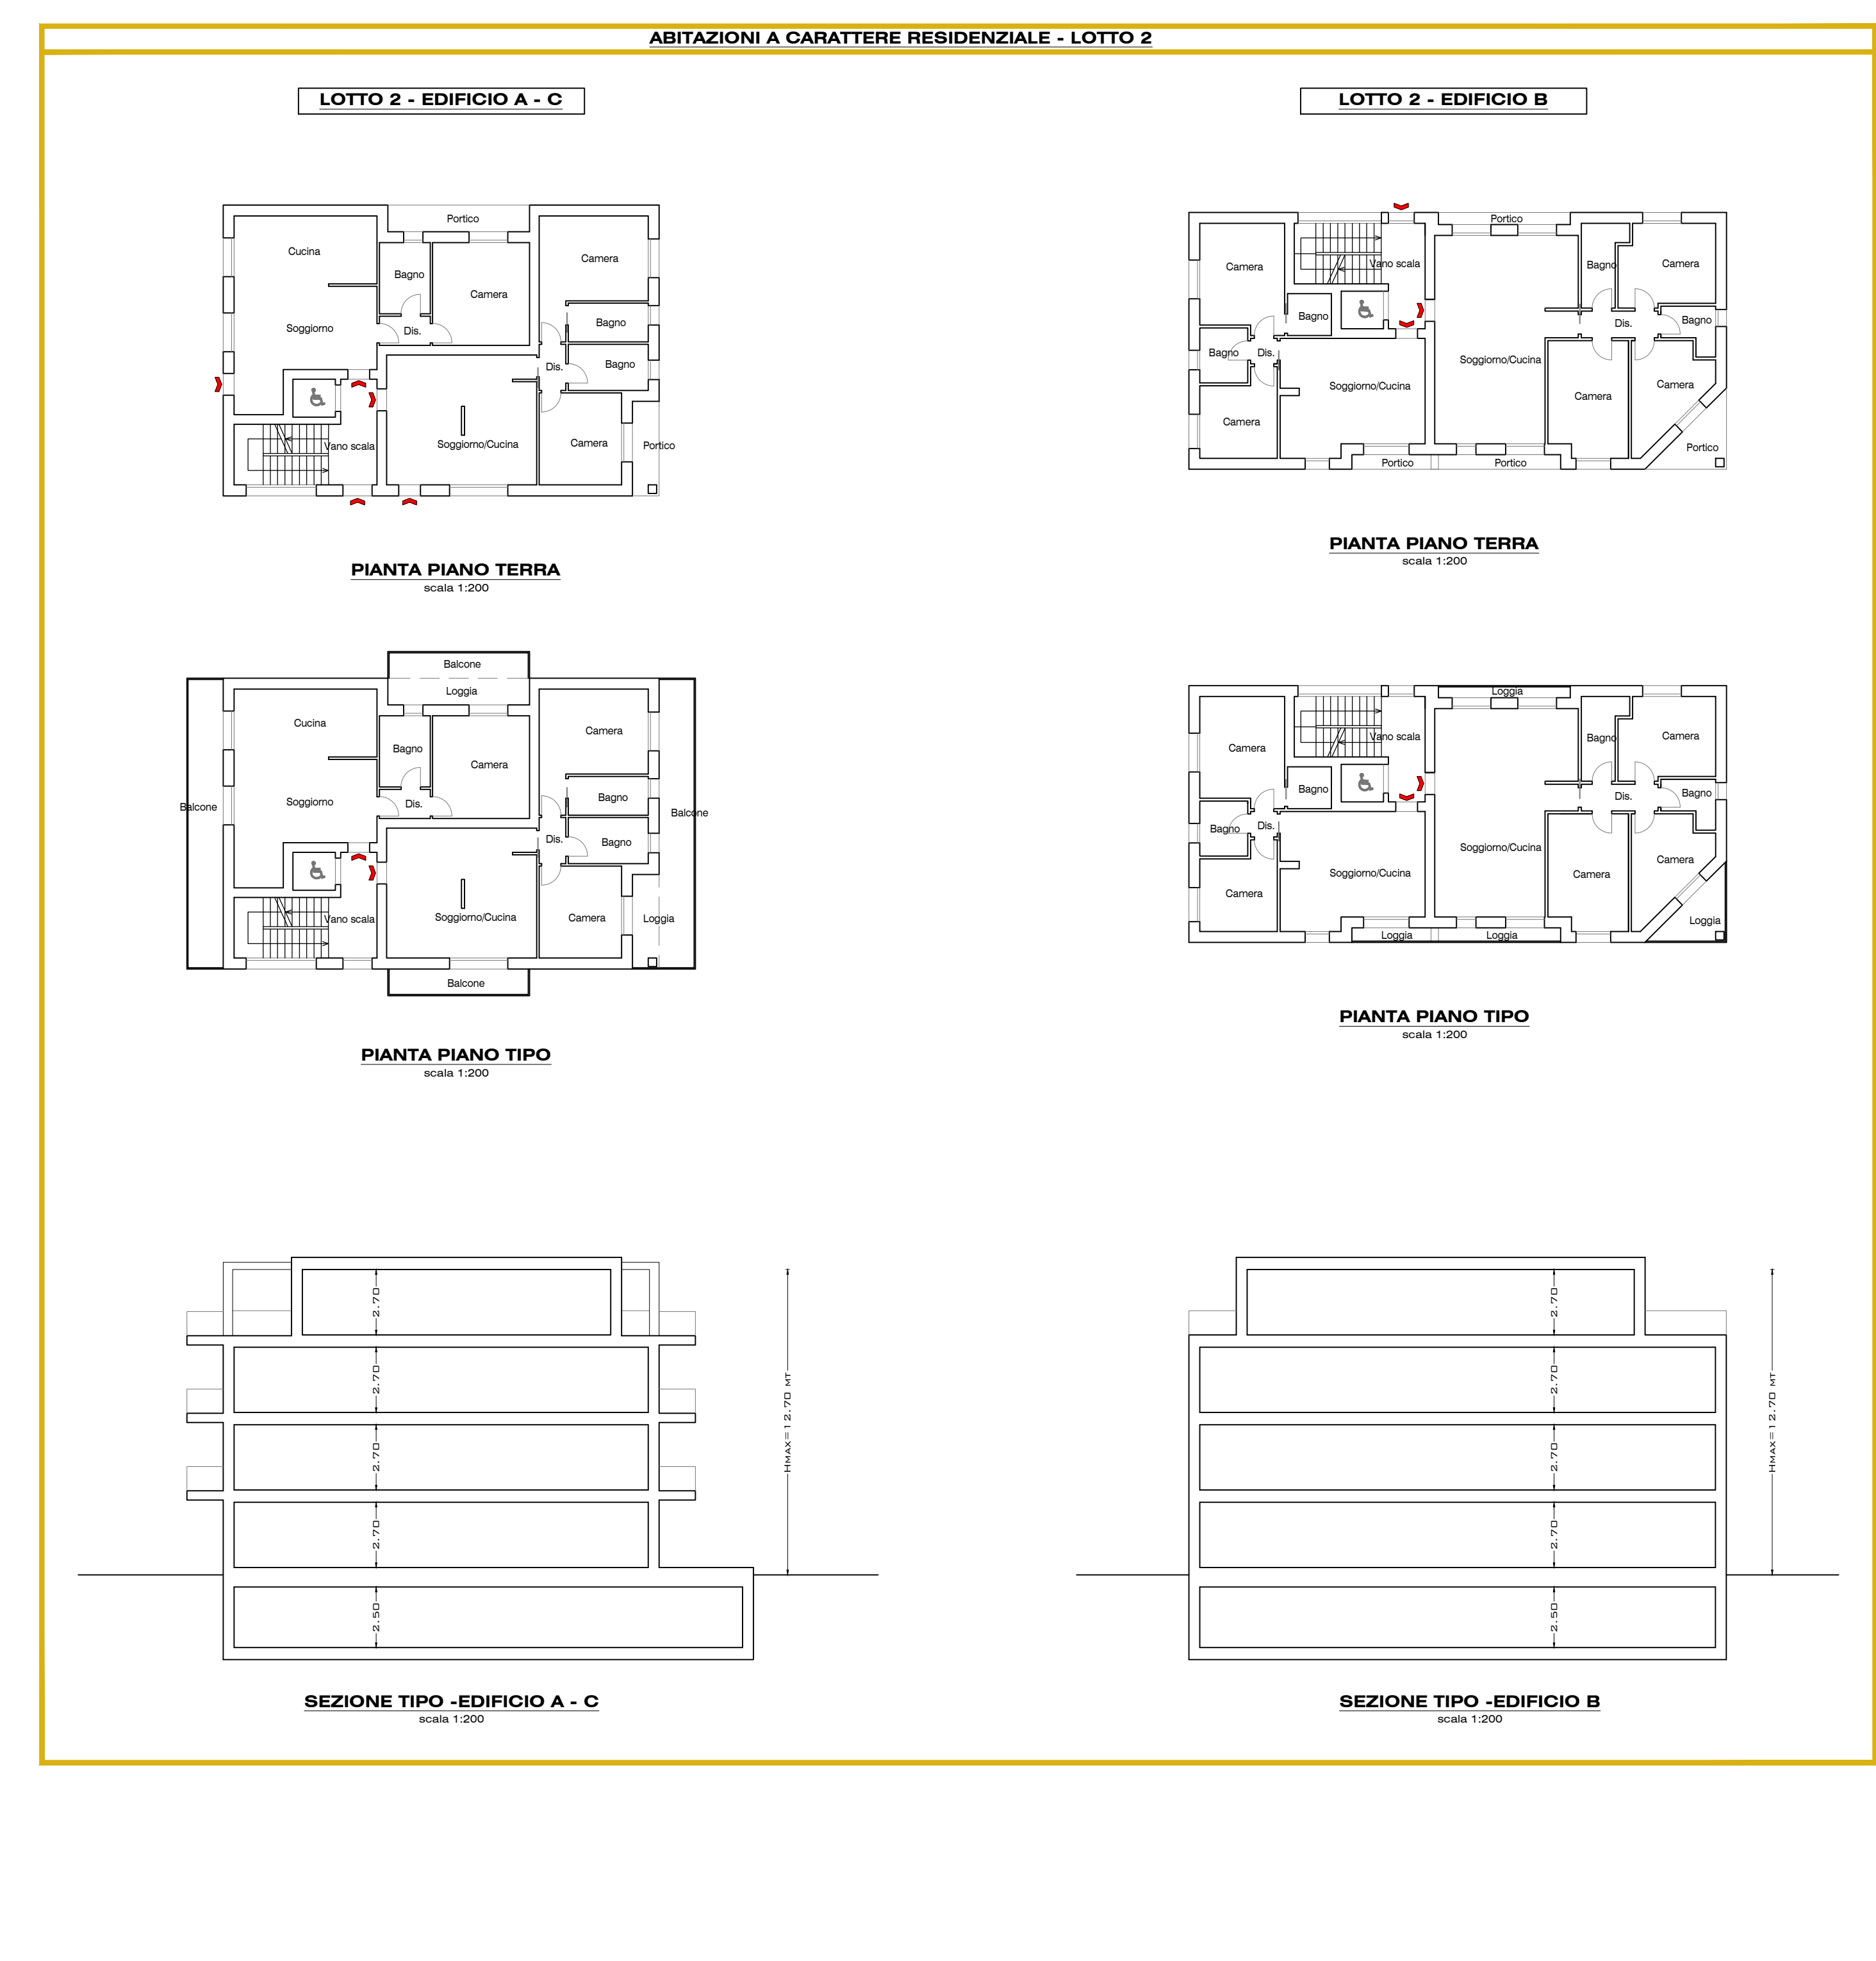 ABITAZIONI A CARATTERE RESIDENZIALE - LOTTO 2
LOTTO 2 - EDIFICIO A - C
Portico
Cucina
Camera
Bagno
Camera
Bagno
Soggiorno
Dis.
Bagno
Dis.
Vano scala
Soggiorno/Cucina
Camera
Portico
PIANTA PIANO TERRA
scala 1:200
Balcone
Loggia
Cucina
Camera
Bagno
Camera
Bagno
Soggiorno
Dis.
Balcone
Balcone
Dis.
Bagno
Vano scala
Soggiorno/Cucina
Camera
Loggia
Balcone
PIANTA PIANO TIPO
scala 1:200
2.70
2.70
2.70
2.70
2.50
HMAX=12.70 MT
SEZIONE TIPO -EDIFICIO A - C
scala 1:200
LOTTO 2 - EDIFICIO B
Portico
Camera
Vano scala
Bagno
Camera
Bagno
Dis.
Bagno
Bagno
Dis.
Soggiorno/Cucina
Soggiorno/Cucina
Camera
Camera
Camera
Portico
Portico
Portico
PIANTA PIANO TERRA
scala 1:200
Loggia
Camera
Vano scala
Bagno
Camera
Bagno
Dis.
Bagno
Bagno
Dis.
Soggiorno/Cucina
Soggiorno/Cucina
Camera
Camera
Camera
Loggia
Loggia
Loggia
PIANTA PIANO TIPO
scala 1:200
2.70
2.70
2.70
2.70
2.50
HMAX=12.70 MT
SEZIONE TIPO -EDIFICIO B
scala 1:200